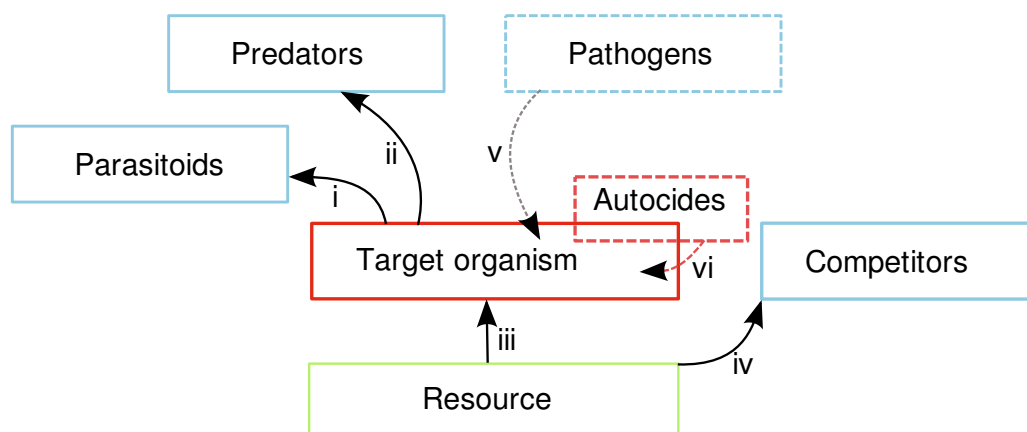 Predators
Pathogens
Parasitoids
ii
v
i
Autocides
Target organism
vi
Competitors
iii
iv
Resource